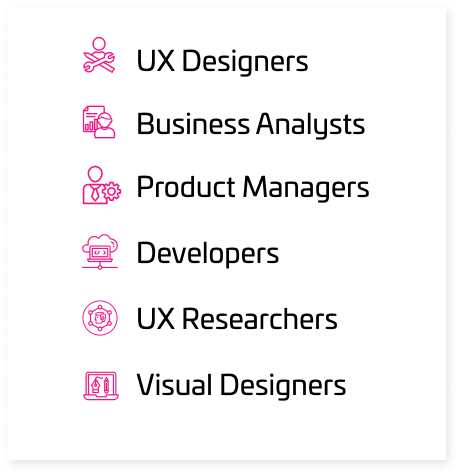 UX Designers
Business Analysts
Product Managers
Developers
UX Researchers
Visual Designers